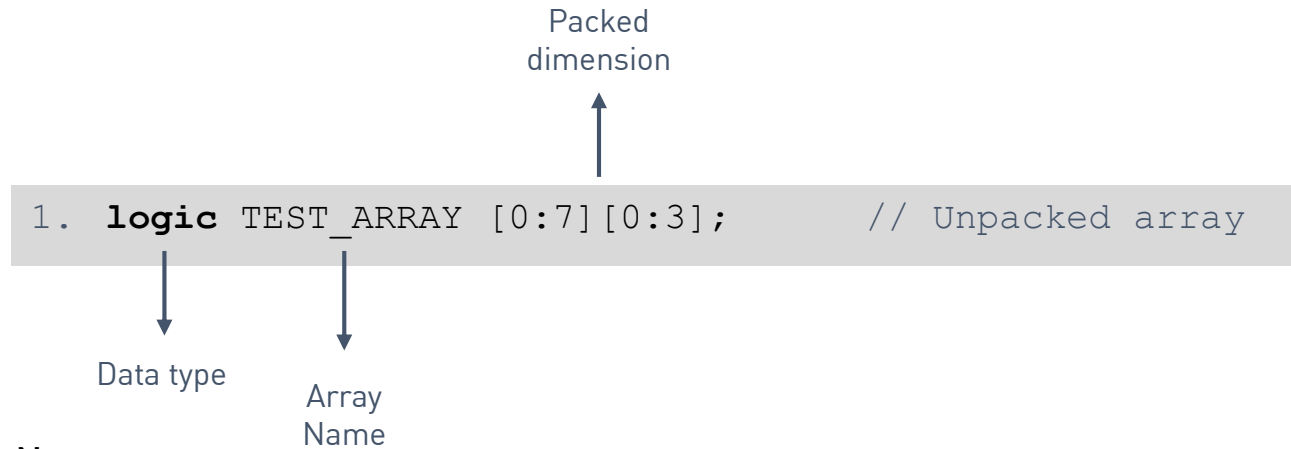 Packed
dimension
1. logic TEST_ARRAY [0:7][0:3]; // Unpacked array
Data type
Array
Name